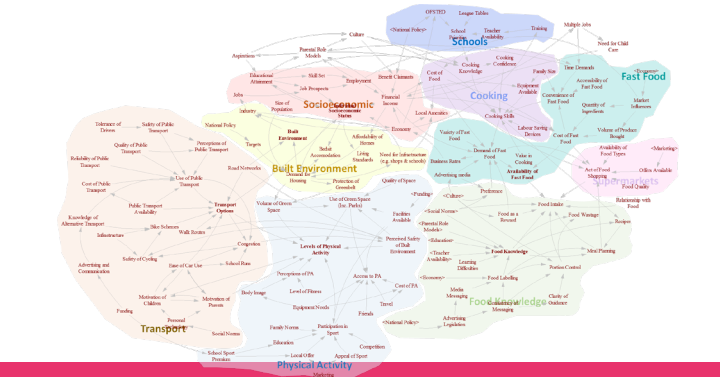 OFSTED
League Tables
<National Policy>
School
Teacher
Availability
Training
Schools
Multiple Jobs
Culture
Need for Child
Care
Aspirations
Parental Role
Models
Cooking
Knowledge
Cooking
Confidence
Cost of
Food
Family Size
Time Demands
Fast Food
Educational
Attainment
Skill Set
Employment
Benefit Claimants
Job Prospects
Equipment
Available
Accessibility of
Fast Food
Jobs
Size of
Population
Socioeconomic
Socioeconomic
Status
Financial
Income
Cooking
Convenience of
Fast Food
Quantity of
Ingredients
Market
Influences
Industry
Local Amenities
Cooking Skills
Economy
Labour Saving
Devices
Volume of Produce
Bought
Tolerance of
Drivers
Safety of Public
Transport
National Policy
Built
Environment
Affordability of
Homes
Variety of Fast
Food
Cost of Fast
Food
Quality of Public
Transport
Perceptions of
Public Transport
Targets
Accommodation
Living
Standards
Need for Infrastructure
(e.g. shops & schools)
Demand of Fast
Food
Value in
Cooking
Availability of
Food Types
<Marketing>
Reliability of Public
Transport
Road Networks
Built Environment
Business Rates
Availability of
Fast Food
Food
Shopping
Offers Available
Cost of Public
Transport
Use of Public
Transport
Demand for
Housing
Protection of
Greenbelt
Quality of Space
Advertising media
Supermarkets
Food Quality
Public Transport
Availability
Transport
Options
Volume of Green
Space
Use of Green Space
(Inc. Parks)
<Funding>
<Culture>
Preference
Food Intake
Relationship with
Food
Knowledge of
Alternative Transport
Facilities
Available
<Social Norms>
Food as a
Reward
Food Wastage
Recipes
Infrastructure
Bike Schemes
Walk Routes
<Parental Role
Models>
Congestion
Levels of Physical
Activity
Perceived Safety
of Built
Environment
<Education>
Food Knowledge
Meal Planning
Advertising and
Communication
Safety of Cycling
Ease of Car Use
School Runs
<Teacher
Availability>
Learning
Difficulties
Portion Control
Perceptions of PA
Access to PA
<Economy>
Food Labelling
Motivation of
Children
Motivation of
Parents
Body Image
Level of Fitness
Cost of PA
Media
Messaging
Food Knowledge
Messaging
Clarity of
Guidance
Funding
Equipment Needs
Travel
Friends
Personal
Transport
Social Norms
Family Norms
Participation in
Sport
<National Policy>
Advertising
Legislation
Education
Competition
School Sport
Premium
Local Offer
Appeal of Sport
Physical Activity
Marketing